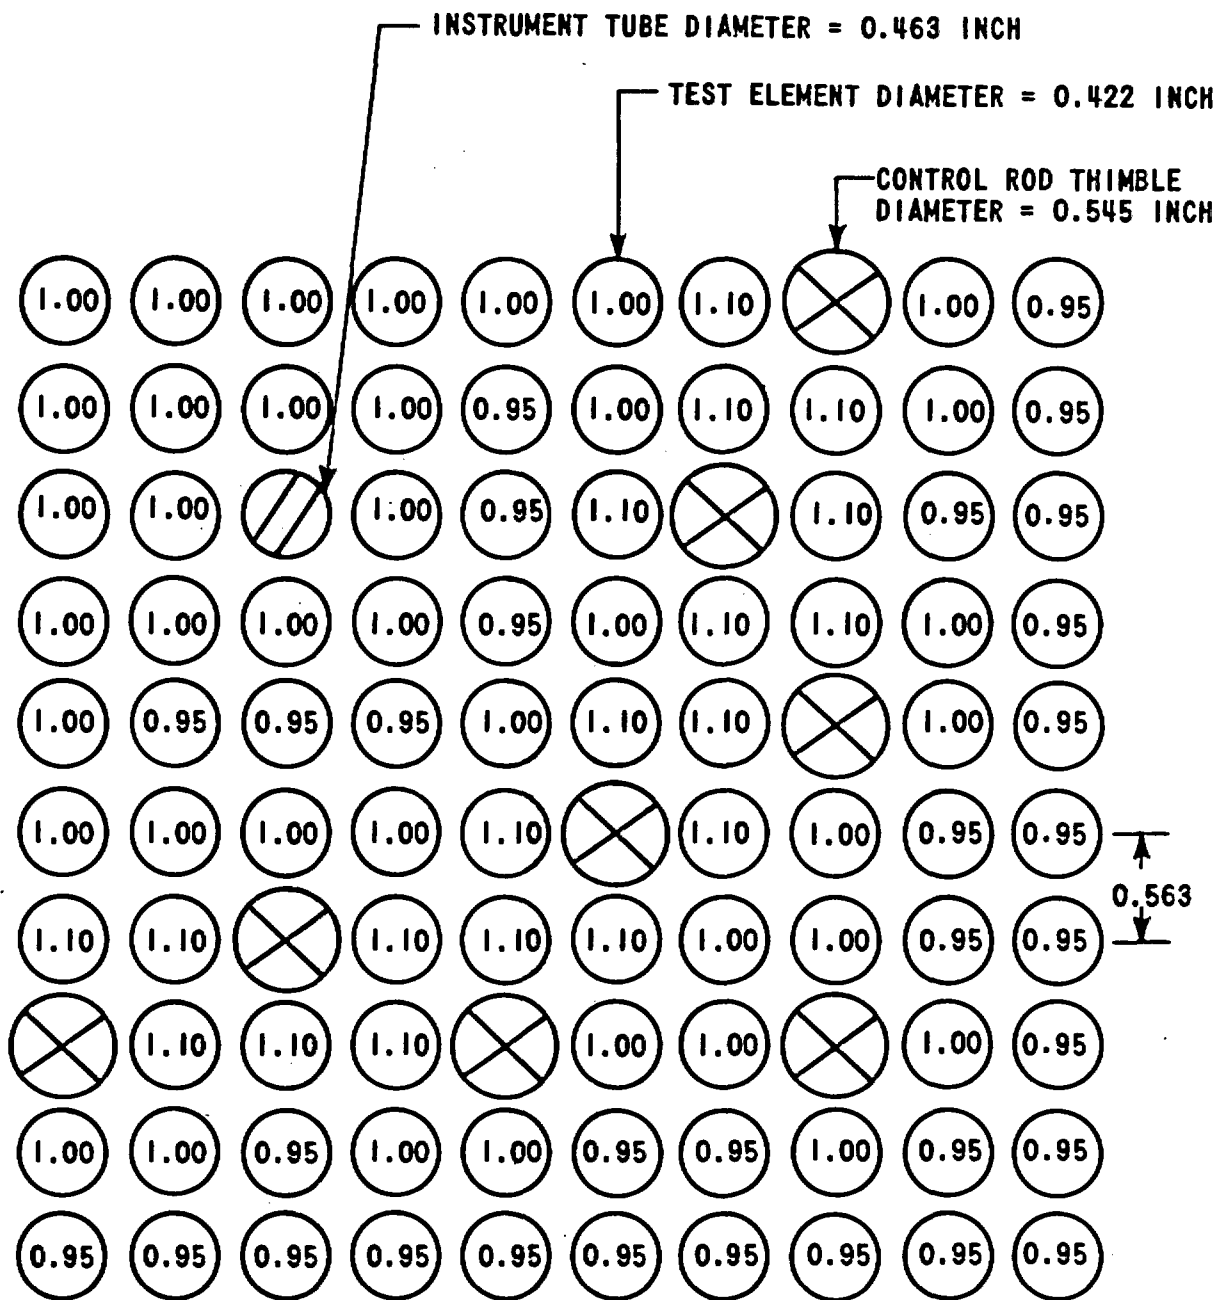 INSTRUMENT TUBE DIAMETER = 0.463 INCH
TEST ELEMENT DIAMETER = 0.422 INCH
CONTROL ROD THIMBLE
DIAMETER = 0.545 INCH
1.00 1.00 1.00 1.00 1.00 1.00 1.10 1.00 0.95
1.00 1.00 1.00 1.00 0.95 1.00 1.10 1.10 1.00 0.95
1.00 1.00 1.00 0.95 1.10 1.10 0.95 0.95
1.00 1.00 1.00 1.00 0.95 1.00 1.10 1.10 1.00 0.95
1.00 0.95 0.95 0.95 1.00 1.10 1.10 1.00 0.95
1.00 1.00 1.00 1.00 1.10 1.10 1.00 0.95 0.95
0.563
1.10 1.10 1.10 1.10 1.10 1.00 1.00 0.95 0.95
1.10 1.10 1.10 1.00 1.00 1.00 0.95
1.00 1.00 0.95 1.00 1.00 0.95 0.95 1.00 0.95 0.95
0.95 0.95 0.95 0.95 0.95 0.95 0.95 0.95 0.95 0.95